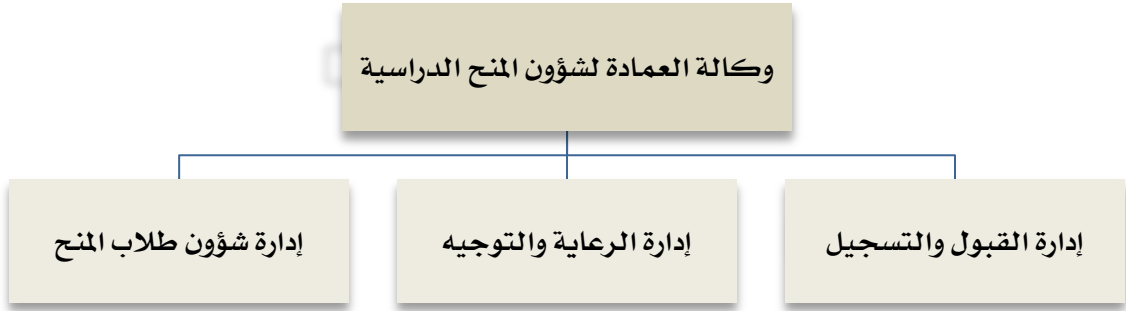 وكالة العمادة لشؤون المنح الدراسية
إدارة القبول والتسجيل
إدارة الرعاية والتوجيه
إدارة شؤون طلاب المنح